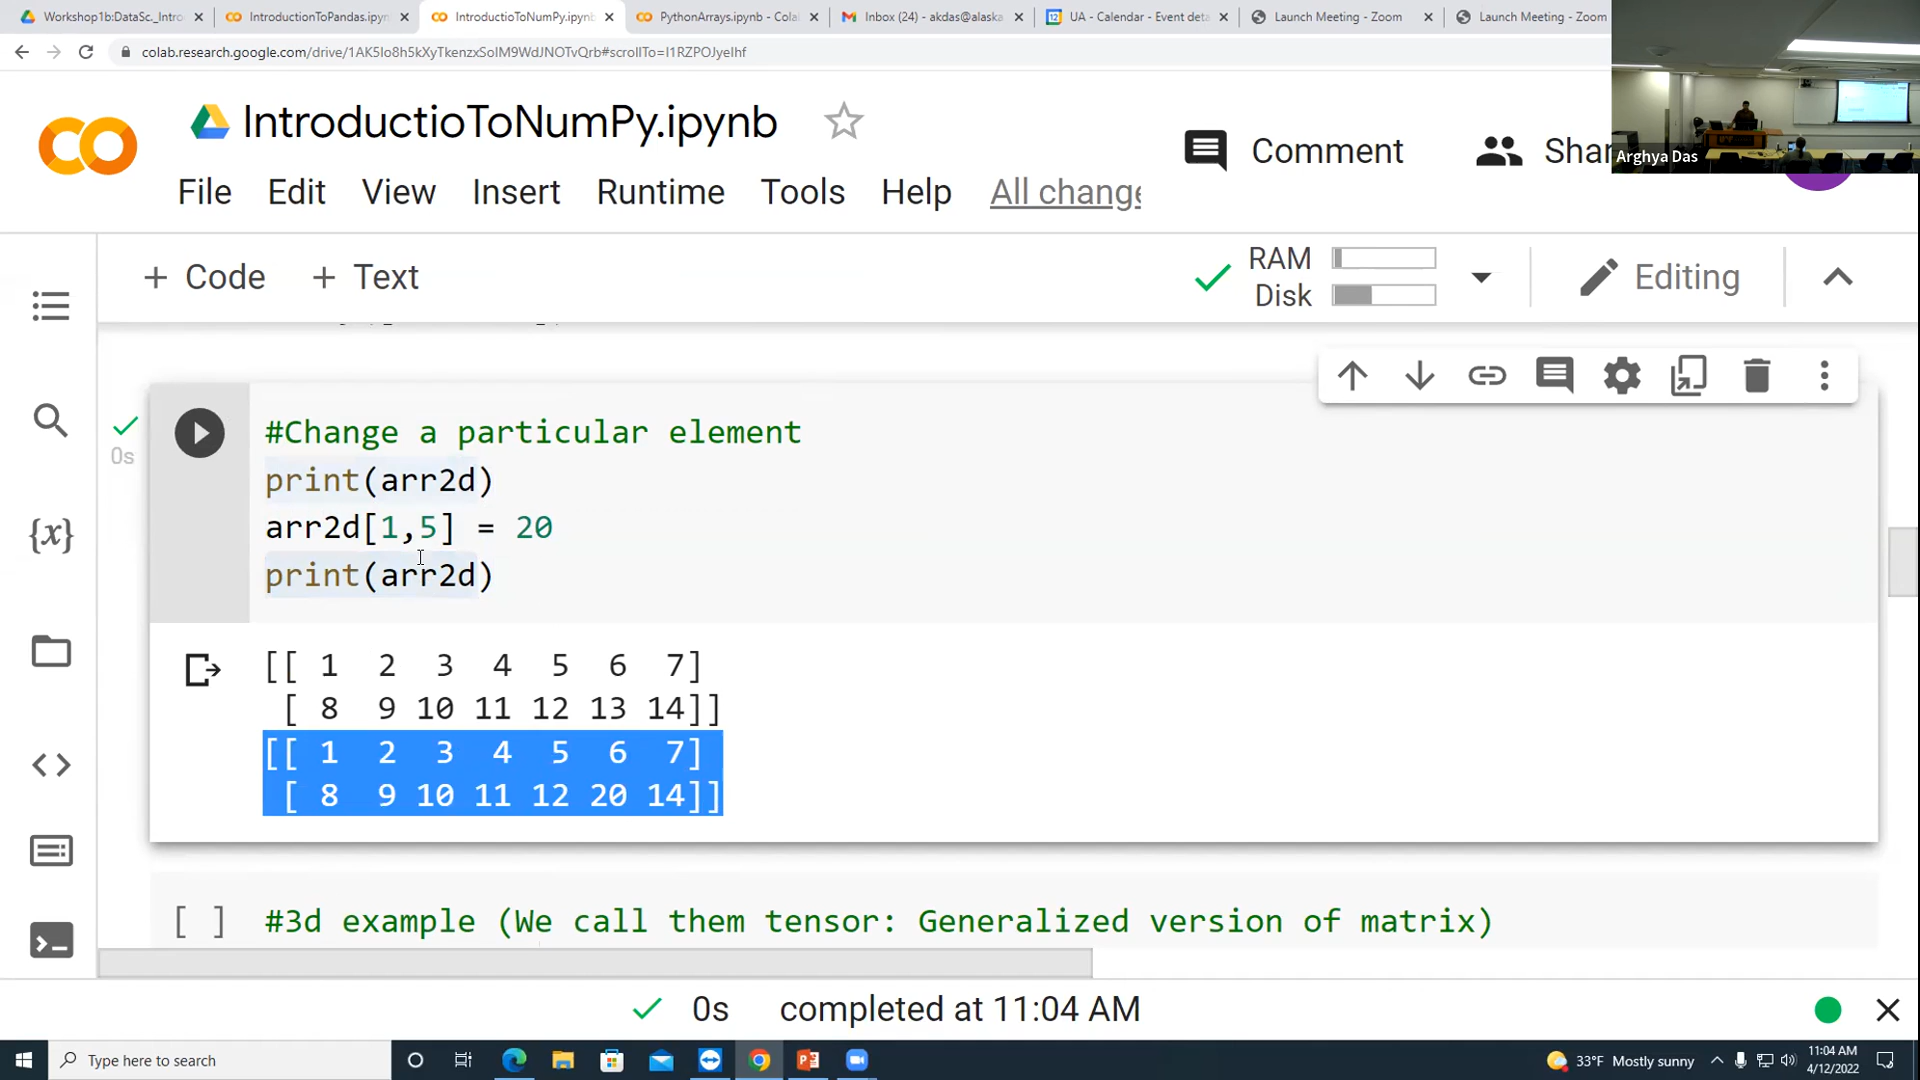 Workshop1b:DataSc._Intro
IntroductionToPandas.ipyn
IntroductioToNumPy.ipynb
PythonArrays.ipynb - Cola
Inbox (24) - akdas@alaska
UA - Calendar - Event deta
Launch Meeting - Zoom
Launch Meeting - Zoom
colab.research.google.com/drive/1AK5Io8h5kXyTkenzxSoIM9WdJNOTvQrb#scrollTo=I1RZPOJyeIhf
IntroductioToNumPy.ipynb
Comment
Shar
Arghya Das
File Edit View Insert Runtime Tools Help All change
+ Code + Text
RAM
Disk
Editing
#Change a particular element
print(arr2d)
arr2d[1,5] = 20
print(arr2d)
0s
{x}
[[ 1 2 3 4 5 6 7]
[ 8 9 10 11 12 13 14]]
[[ 1 2 3 4 5 6 7]
[ 8 9 10 11 12 20 14]]
[ ] #3d example (We call them tensor: Generalized version of matrix)
0s completed at 11:04 AM
Type here to search
33°F Mostly sunny
11:04 AM
4/12/2022